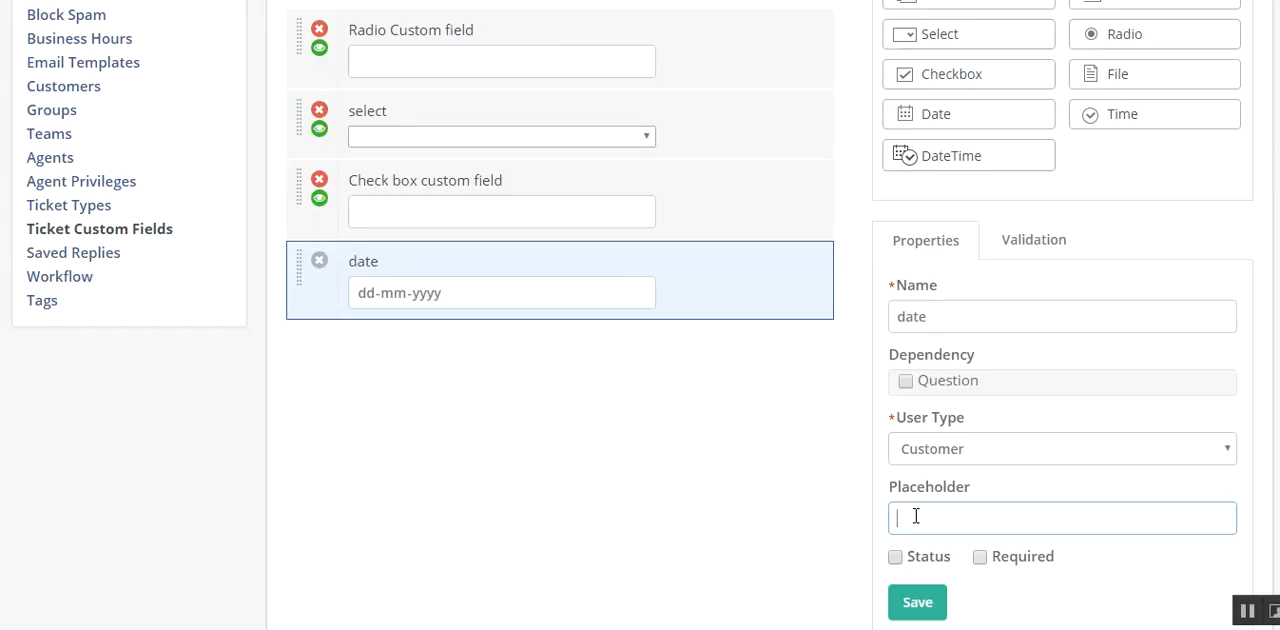 Block Spam
Business Hours
Email Templates
Customers
Groups
Teams
Agents
Agent Privileges
Ticket Types
Ticket Custom Fields
Saved Replies
Workflow
Tags
Radio Custom field
select
Check box custom field
date
dd-mm-yyyy
Select
Radio
Checkbox
File
Date
Time
DateTime
Properties
Validation
*Name
date
Dependency
Question
*User Type
Customer
Placeholder
Status
Required
Save